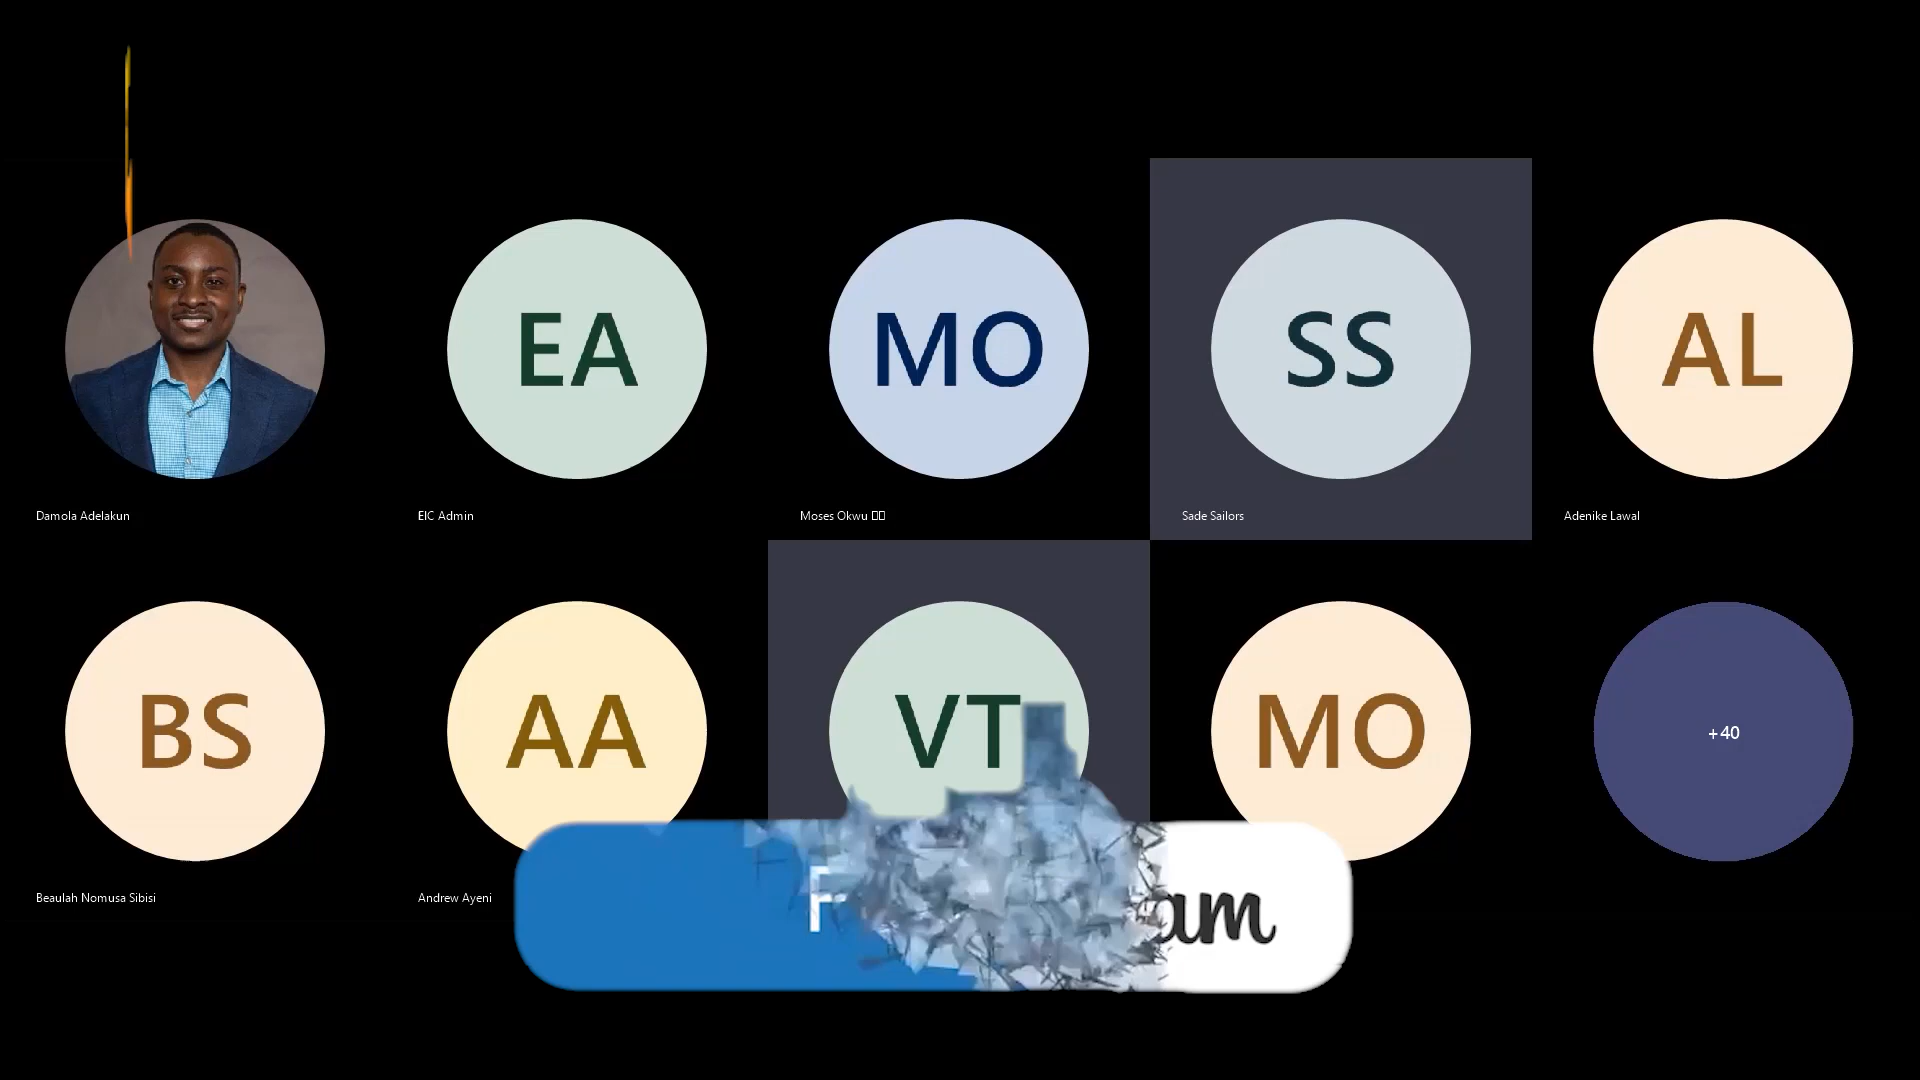 EA
MO
SS
AL
Damola Adelakun
EIC Admin
Moses Okwu
Sade Sailors
Adenike Lawal
BS
AA
VT
MO
+40
Beaulah Nomusa Sibisi
Andrew Ayeni